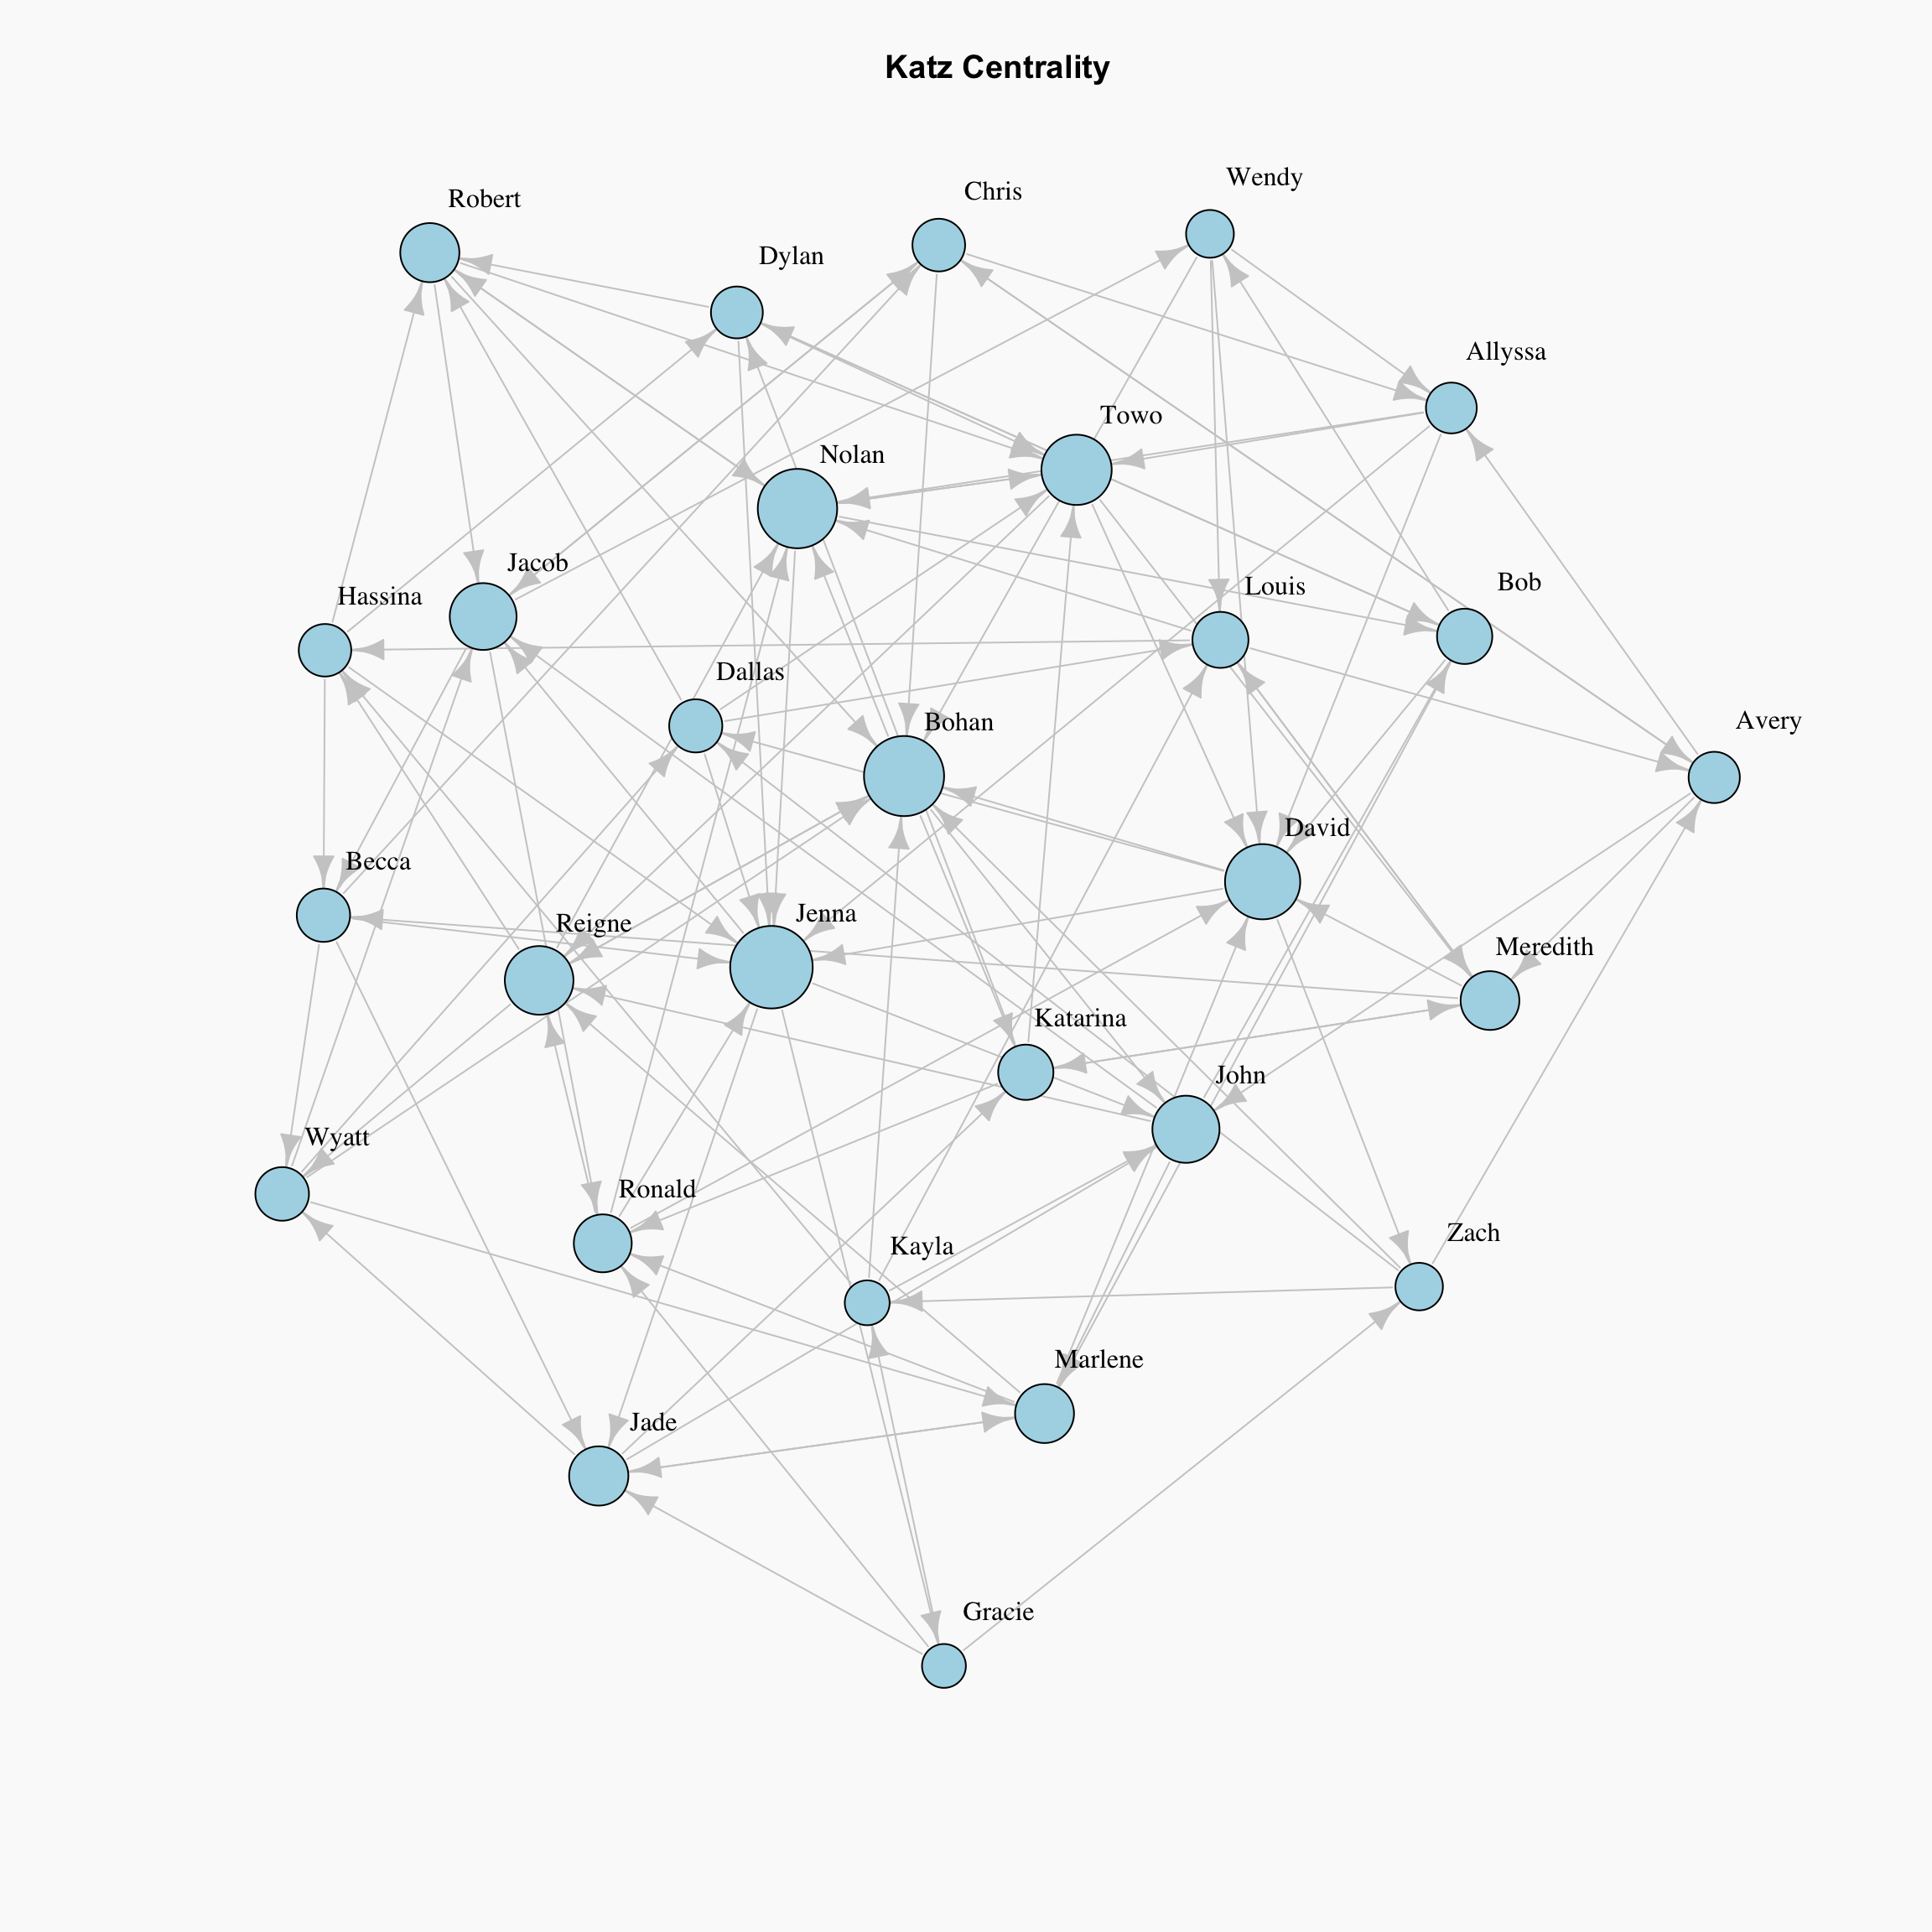 Katz Centrality
Wendy
Chris
Robert
Dylan
Allyssa
Towo
Nolan
Jacob
Bob
Louis
Hassina
Dallas
Avery
Bohan
David
Becca
Jenna
Reigne
Meredith
Katarina
John
Wyatt
Ronald
Zach
Kayla
Marlene
Jade
Gracie